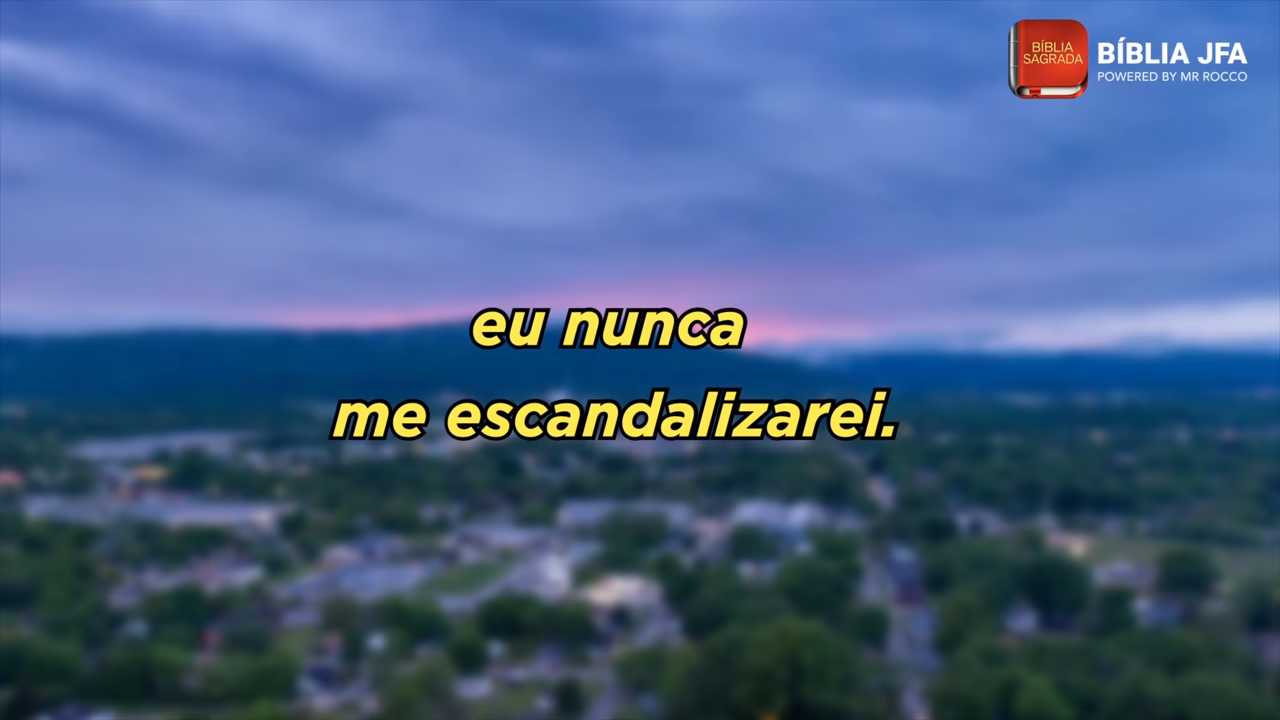 BÍBLIA
SAGRADA
BÍBLIA JFA
POWERED BY MR ROCCO
eu nunca
me escandalizarei.